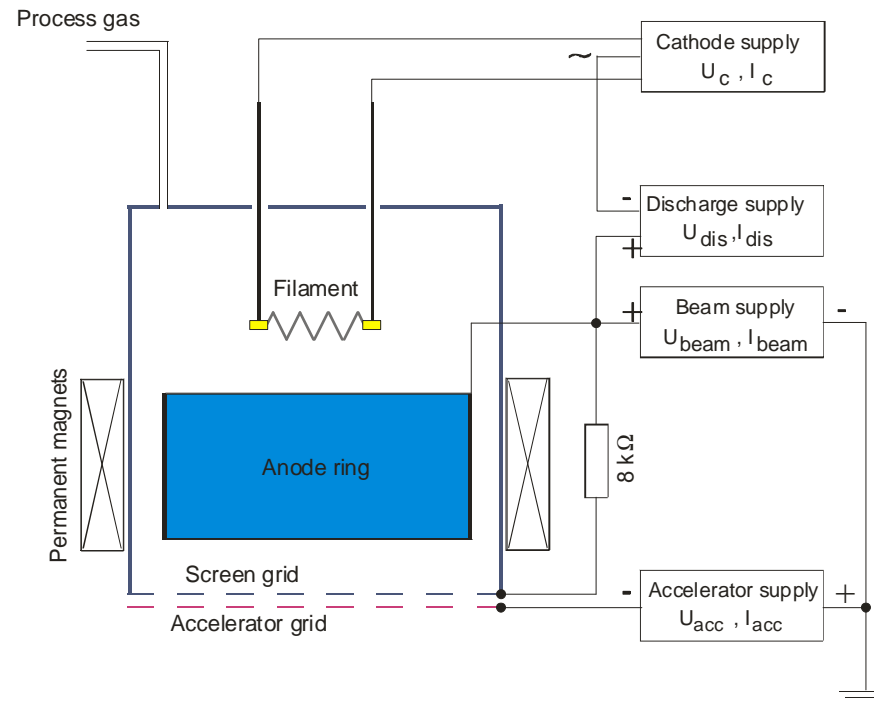 Process gas
Cathode supply
U_c , I_c
~
-
Discharge supply
U_dis,I_dis
+
Filament
+
Beam supply
-
U_beam , I_beam
Permanent magnets
Anode ring
8 kΩ
Screen grid
-
Accelerator supply
+
Accelerator grid
U_acc , I_acc